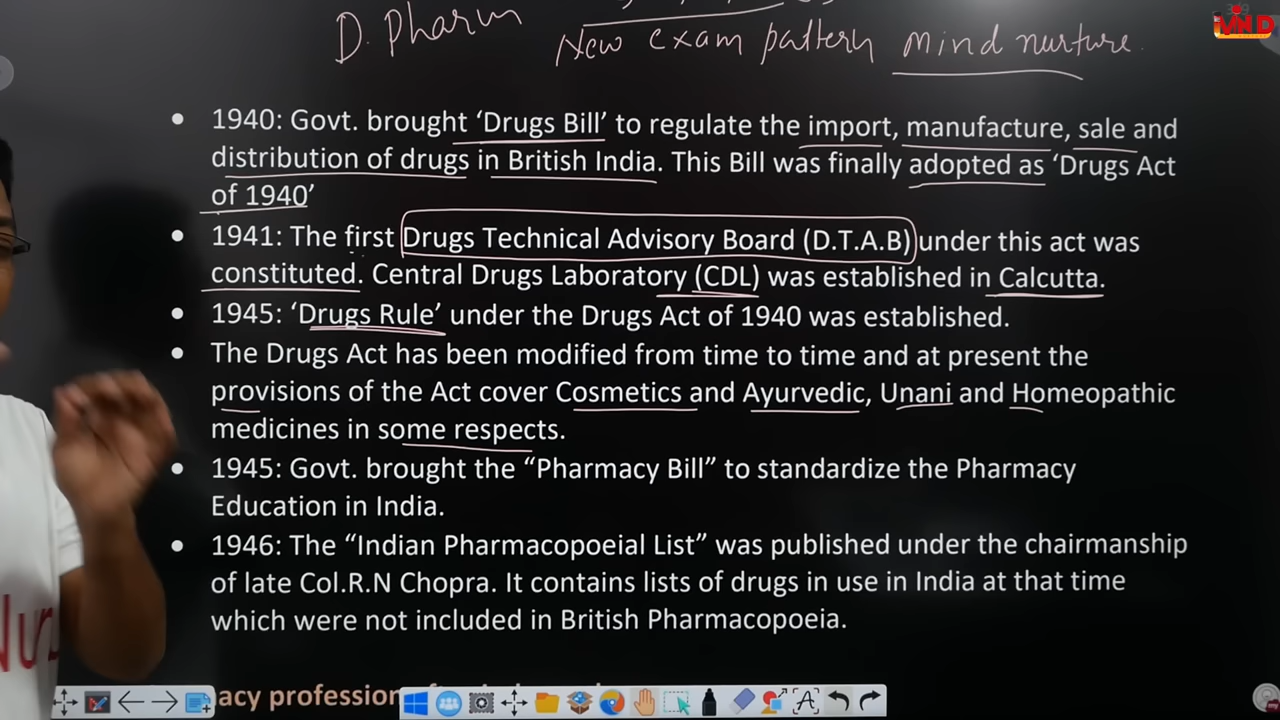 D. Pharm
New exam pattern mind nurture.
MIND
• 1940: Govt. brought ‘Drugs Bill’ to regulate the import, manufacture, sale and
distribution of drugs in British India. This Bill was finally adopted as ‘Drugs Act
of 1940’
• 1941: The first Drugs Technical Advisory Board (D.T.A.B) under this act was
constituted. Central Drugs Laboratory (CDL) was established in Calcutta.
• 1945: ‘Drugs Rule’ under the Drugs Act of 1940 was established.
• The Drugs Act has been modified from time to time and at present the
provisions of the Act cover Cosmetics and Ayurvedic, Unani and Homeopathic
medicines in some respects.
• 1945: Govt. brought the “Pharmacy Bill” to standardize the Pharmacy
Education in India.
• 1946: The “Indian Pharmacopoeial List” was published under the chairmanship
of late Col.R.N Chopra. It contains lists of drugs in use in India at that time
which were not included in British Pharmacopoeia.
acy profession